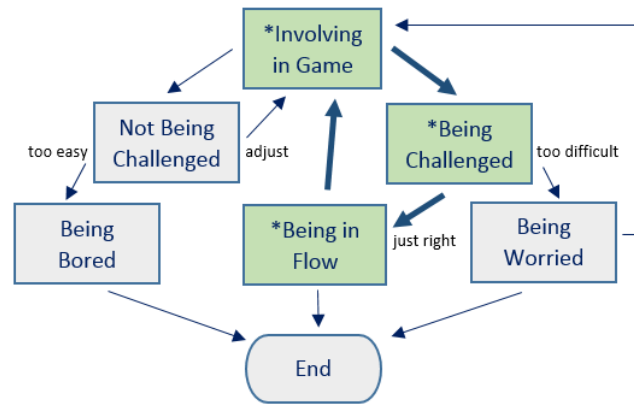 *Involving
in Game
Not Being
Challenged
*Being
Challenged
too easy
adjust
too difficult
Being
Bored
*Being in
Flow
just right
Being
Worried
End